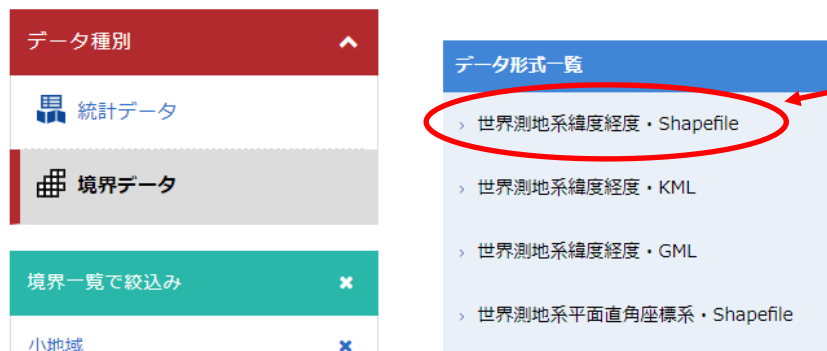 データ種別
統計データ
境界データ
境界一覧で絞込み
小地域
データ形式一覧
世界測地系緯度経度・Shapefile
世界測地系緯度経度・KML
世界測地系緯度経度・GML
世界測地系平面直角座標系・Shapefile